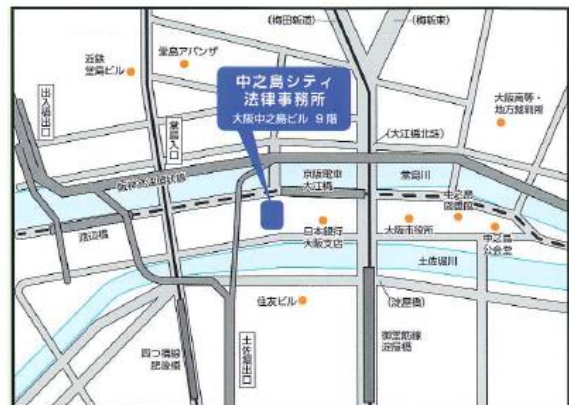 (梅田新道)
(梅新東)
近鉄
堂島ビル
堂島アバンザ
中之島シティ
法律事務所
大阪中之島ビル 9階
出入橋出口
堂島入口
大阪高等・
地方裁判所
(大江橋北詰)
阪神高速環状線
京阪電車
大江橋
堂島川
中之島
図書館
渡辺橋
日本銀行
大阪支店
大阪市役所
中之島
公会堂
土佐堀川
住友ビル
(淀屋橋)
四つ橋線
肥後橋
土佐堀出口
御堂筋線
淀屋橋